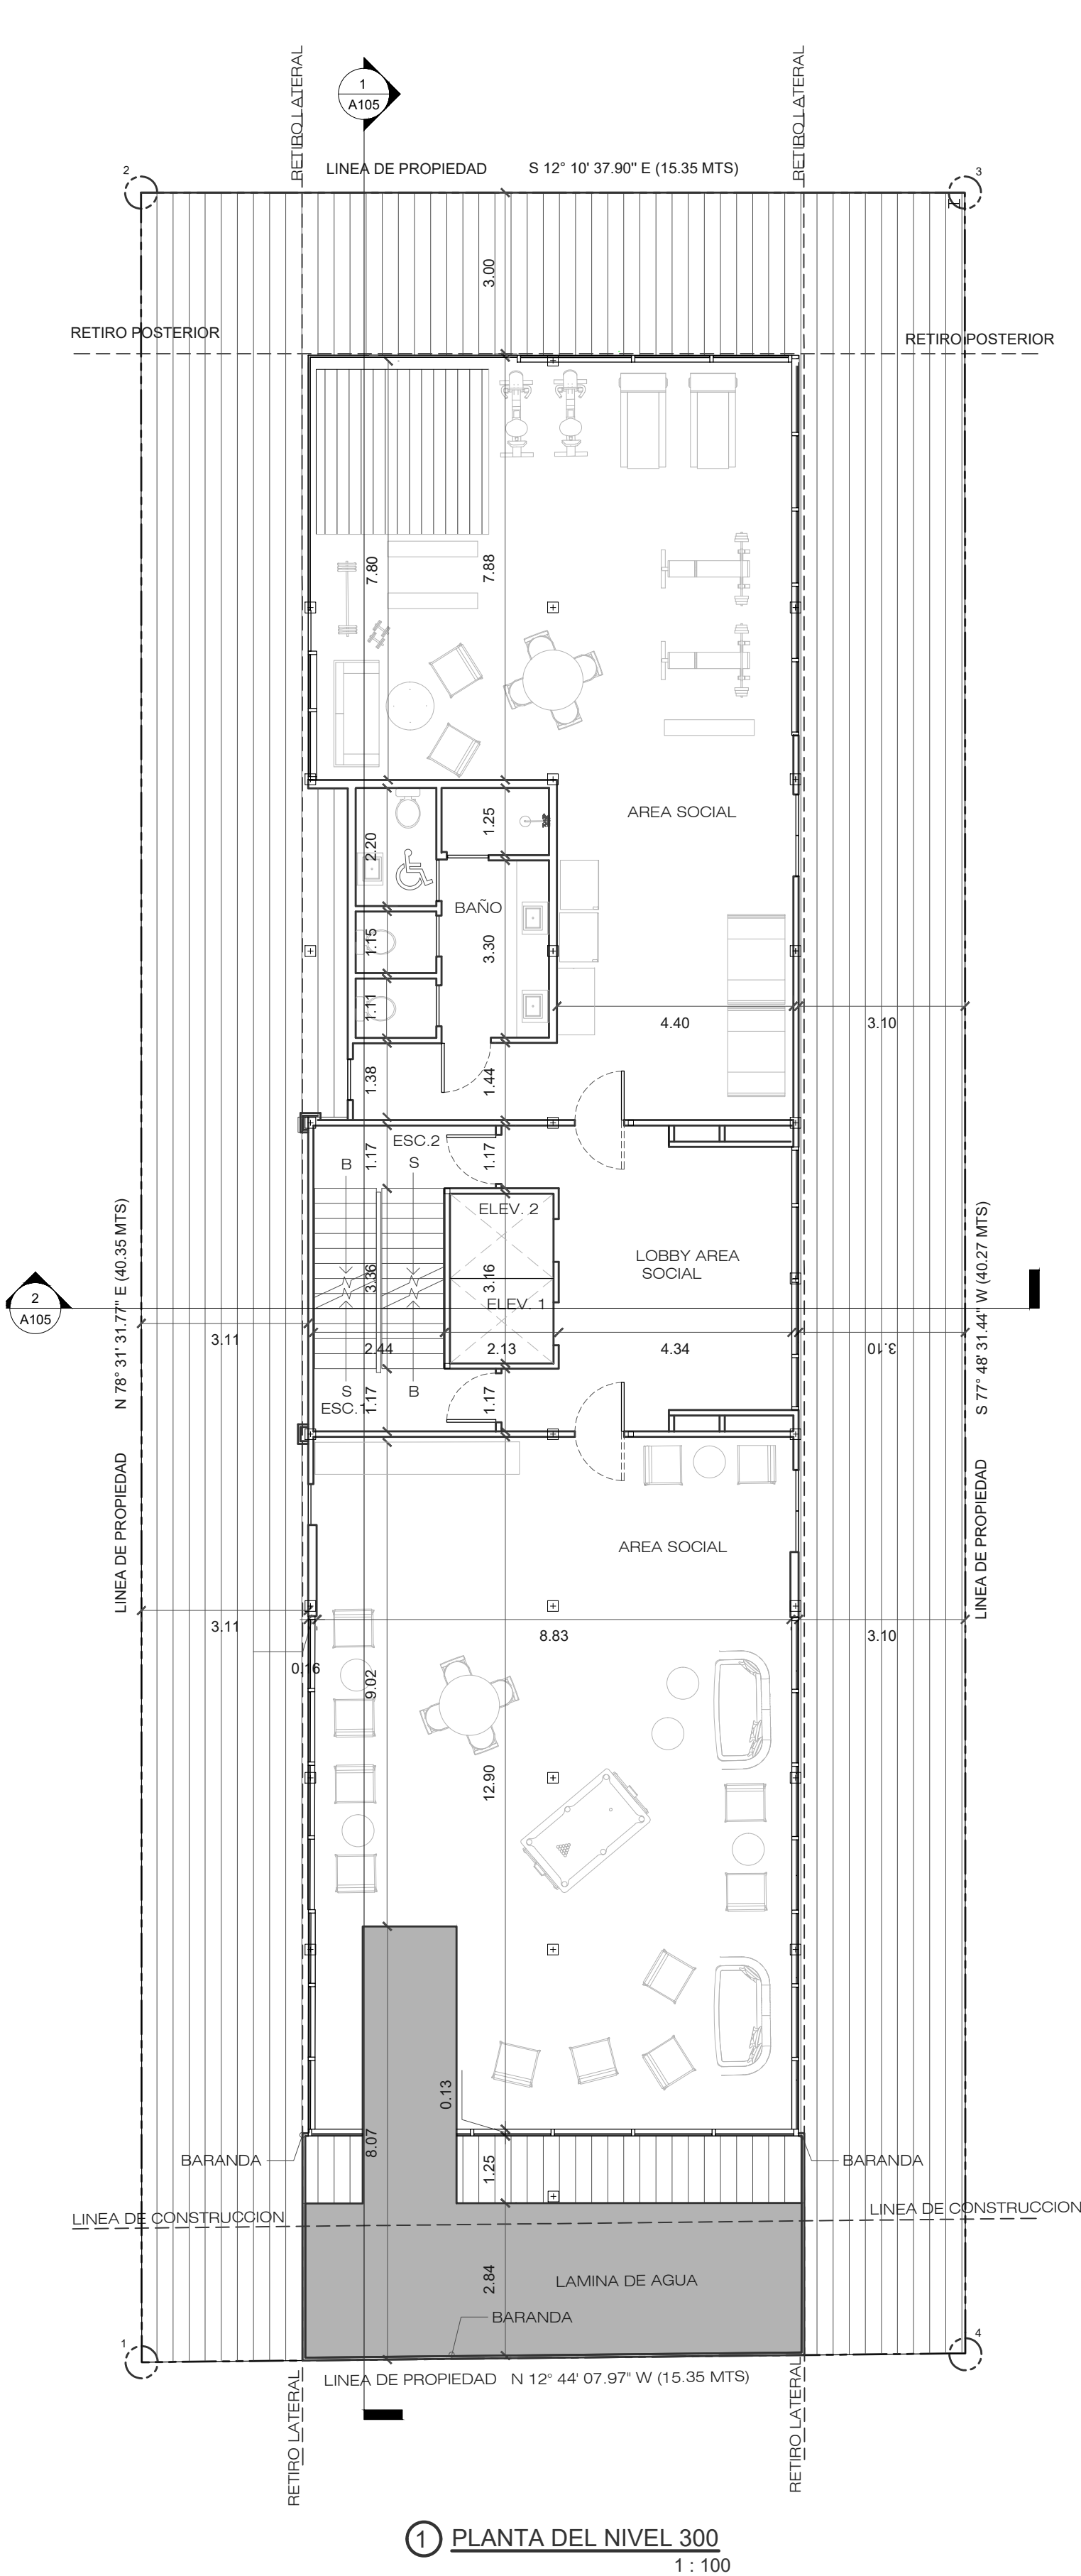 RETIRO LATERAL
RETIRO LATERAL
1
A105
LINEA DE PROPIEDAD
S 12° 10' 37.90" E (15.35 MTS)
2
3
3.00
RETIRO POSTERIOR
RETIRO POSTERIOR
7.80
7.88
AREA SOCIAL
2.20
1.25
BAÑO
1.15
3.30
1.11
4.40
3.10
1.38
1.44
ESC.2
B
S
1.17
1.17
ELEV. 2
LOBBY AREA
SOCIAL
3.36
3.16
ELEV. 1
2
A105
N 78° 31' 31.77" E (40.35 MTS)
S 77° 48' 31.44" W (40.27 MTS)
3.11
2.44
2.13
4.34
3.10
S
B
ESC.1
1.17
1.17
LINEA DE PROPIEDAD
LINEA DE PROPIEDAD
AREA SOCIAL
3.11
8.83
3.10
0.16
9.02
12.90
0.13
8.07
1.25
BARANDA
BARANDA
LINEA DE CONSTRUCCION
LINEA DE CONSTRUCCION
2.84
LAMINA DE AGUA
BARANDA
1
4
LINEA DE PROPIEDAD N 12° 44' 07.97" W (15.35 MTS)
RETIRO LATERAL
RETIRO LATERAL
1 PLANTA DEL NIVEL 300
1 : 100